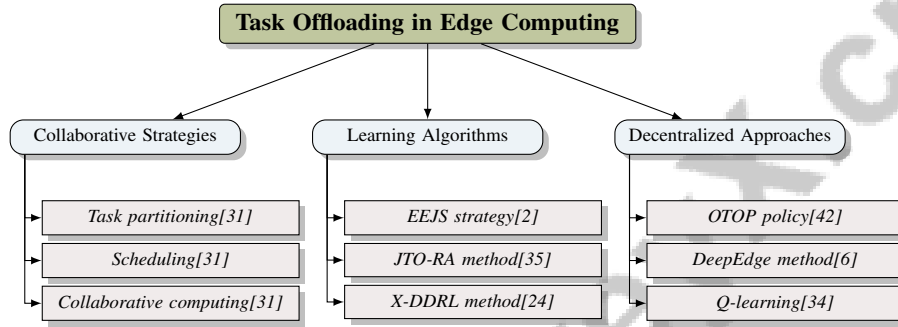 Task Offloading in Edge Computing
Collaborative Strategies
Learning Algorithms
Decentralized Approaches
Task partitioning[31]
Scheduling[31]
Collaborative computing[31]
EEJS strategy[2]
JTO-RA method[35]
X-DDRL method[24]
OTOP policy[42]
DeepEdge method[6]
Q-learning[34]